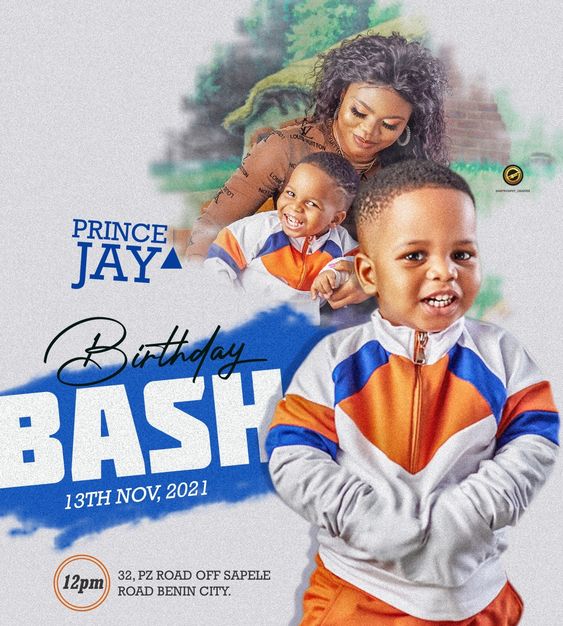 PRINCE
JAY
Birthday
BASH
13TH NOV, 2021
12pm
32, PZ ROAD OFF SAPELE
ROAD BENIN CITY.